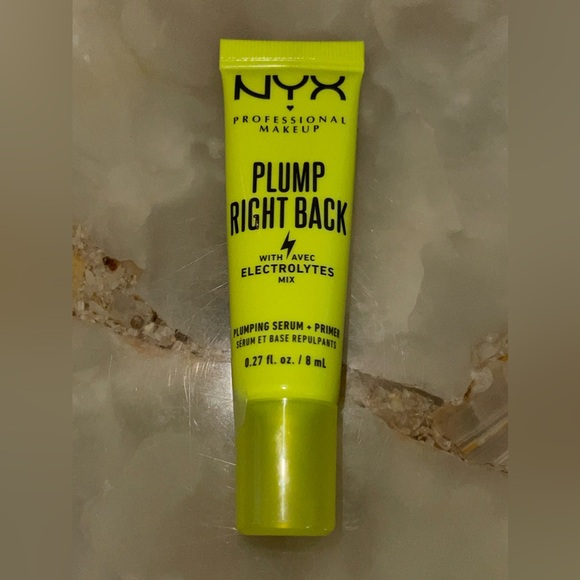 NYX
PROFESSIONAL
MAKEUP
PLUMP
RIGHT BACK
WITH AVEC
ELECTROLYTES
MIX
PLUMPING SERUM + PRIMER
SÉRUM ET BASE REPULPANTS
0.27 fl. oz. / 8 mL